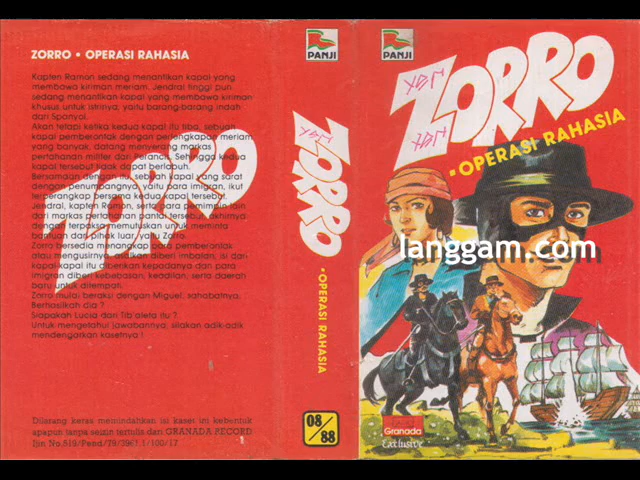 ZORRO • OPERASI RAHASIA
Kapten Ramon sedang menantikan kapal yang
membawa kiriman meriam. Jendral tinggi pun
sedang menantikan kapal yang membawa kiriman
khusus untuk istrinya; yaitu barang-barang indah
dari Spanyol.
Akan tetapi ketika kedua kapal itu tiba, sebuah
kapal pemberontak dengan perlengkapan meriam
yang banyak, datang menyerang markas
pertahanan militer dari perancis. Sehingga kedua
kapal tersebut tidak dapat berlabuh.
Bersamaan dengan itu, sebuah kapal yang sarat
dengan penumpangnya, yaitu para imigran, ikut
terperangkap bersama kedua kapal tersebut.
Jendral, kapten Ramon, serta para pemimpin lain
dari markas pertahanan pantai tersebut, akhirnya
dengan terpaksa memutuskan untuk meminta
bantuan dari pihak luar, yaitu Zorro.
Zorro bersedia menangkap para pemberontak
atau mengusirnya, asalkan diberi imbalan; isi dari
kapal-kapal itu diberikan kepadanya dan para
imigran diberi kebebasan, keadilan, serta daerah
baru untuk ditempati.
Zorro mulai beraksi dengan Miguel, sahabatnya.
Berhasilkah dia ?
Siapakah Lucia dan Tib aleta itu ?
Untuk mengetahui jawabannya, silakan adik-adik
mendengarkan kasetnya !
ZORRO
Dilarang keras memindahkan isi kaset ini kebentuk
apapun tanpa seizin tertulis dari GRANADA RECORD
1
PANJI
ZORRO
• OPERASI RAHASIA
08/88
PANJI
ZORRO
• OPERASI RAHASIA
langgam.com
Granada
Exclusive